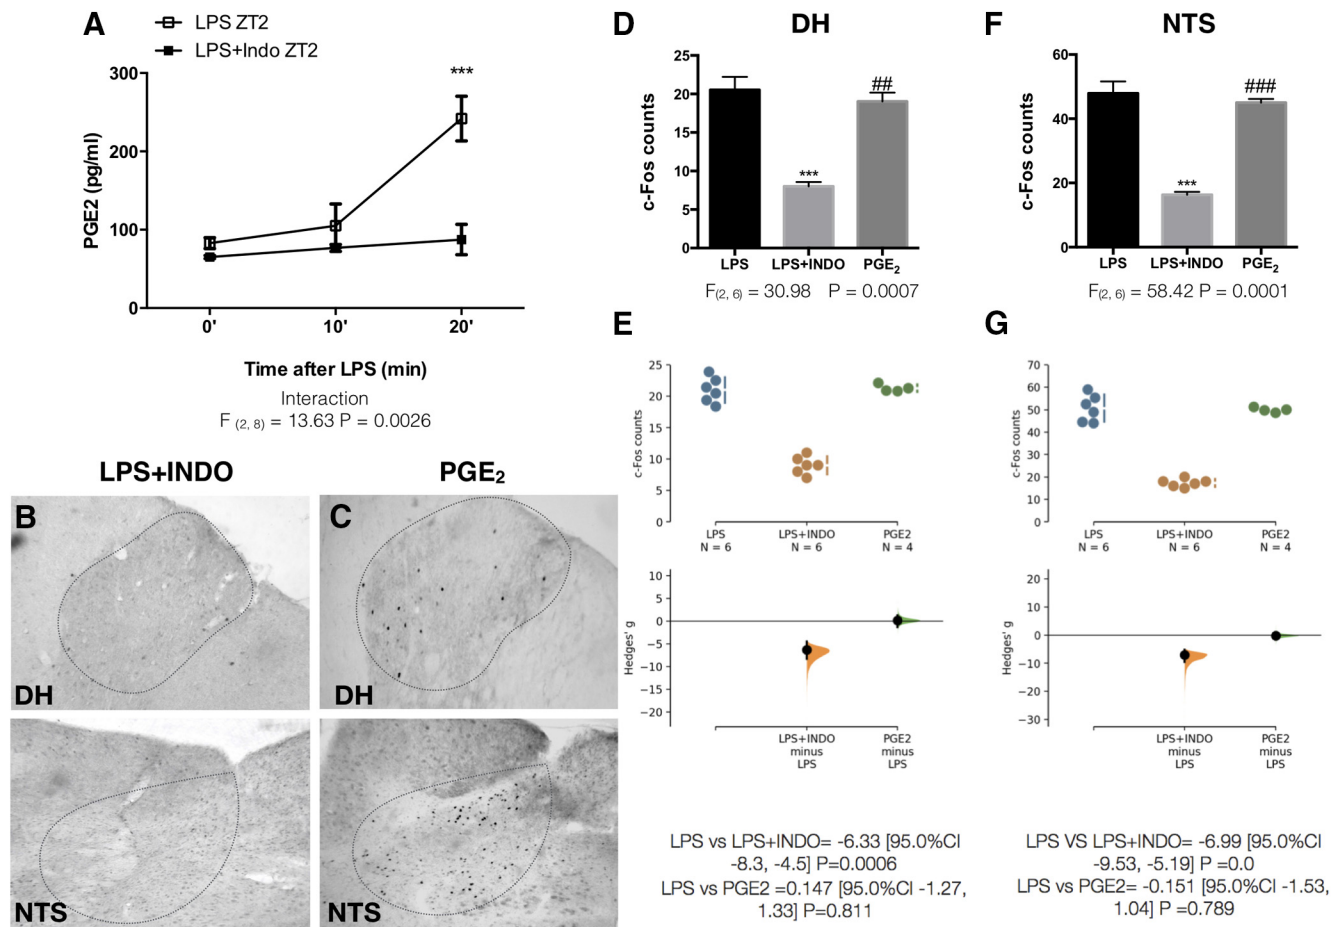 A
LPS ZT2
LPS+Indo ZT2
PGE2 (pg/ml)
300
200
100
0
***
0'
10'
20'
Time after LPS (min)
Interaction
F (2, 8) = 13.63 P = 0.0026
LPS+INDO
PGE2
B
DH
C
DH
NTS
NTS
D
DH
c-Fos counts
25
20
15
10
5
0
***
##
LPS
LPS+INDO
PGE2
F(2, 6) = 30.98 P = 0.0007
F
NTS
c-Fos counts
60
40
20
0
***
###
LPS
LPS+INDO
PGE2
F(2, 6) = 58.42 P = 0.0001
E
c-Fos counts
25
20
15
10
5
0
LPS
N = 6
LPS+INDO
N = 6
PGE2
N = 4
Hedges' g
10
5
0
−5
−10
−15
−20
LPS+INDO
minus
LPS
PGE2
minus
LPS
LPS vs LPS+INDO= -6.33 [95.0%CI
-8.3, -4.5] P=0.0006
LPS vs PGE2 =0.147 [95.0%CI -1.27,
1.33] P=0.811
G
c-Fos counts
70
60
50
40
30
20
10
0
LPS
N = 6
LPS+INDO
N = 6
PGE2
N = 4
Hedges' g
20
10
0
−10
−20
−30
LPS+INDO
minus
LPS
PGE2
minus
LPS
LPS VS LPS+INDO= -6.99 [95.0%CI
-9.53, -5.19] P =0.0
LPS vs PGE2= -0.151 [95.0%CI -1.53,
1.04] P =0.789